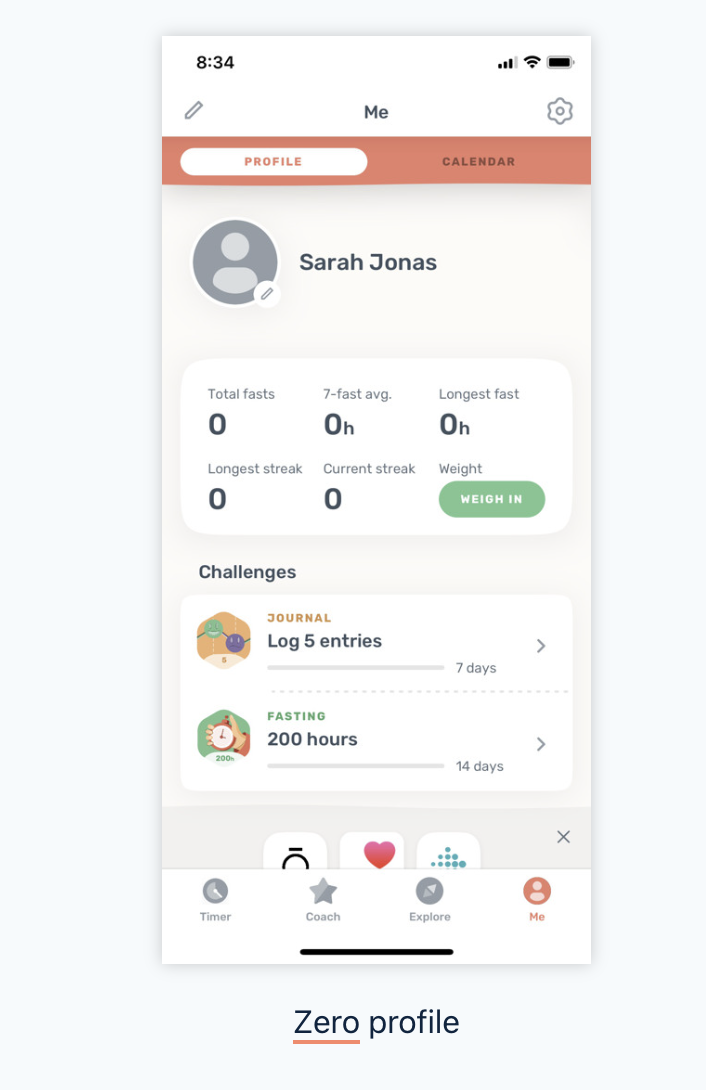 8:34
Me
PROFILE CALENDAR
Sarah Jonas
Total fasts 7-fast avg. Longest fast
0 0h 0h
Longest streak Current streak Weight
0 0 WEIGH IN
Challenges
JOURNAL
Log 5 entries
5
7 days
FASTING
200 hours
200h
14 days
Timer Coach Explore Me
Zero profile